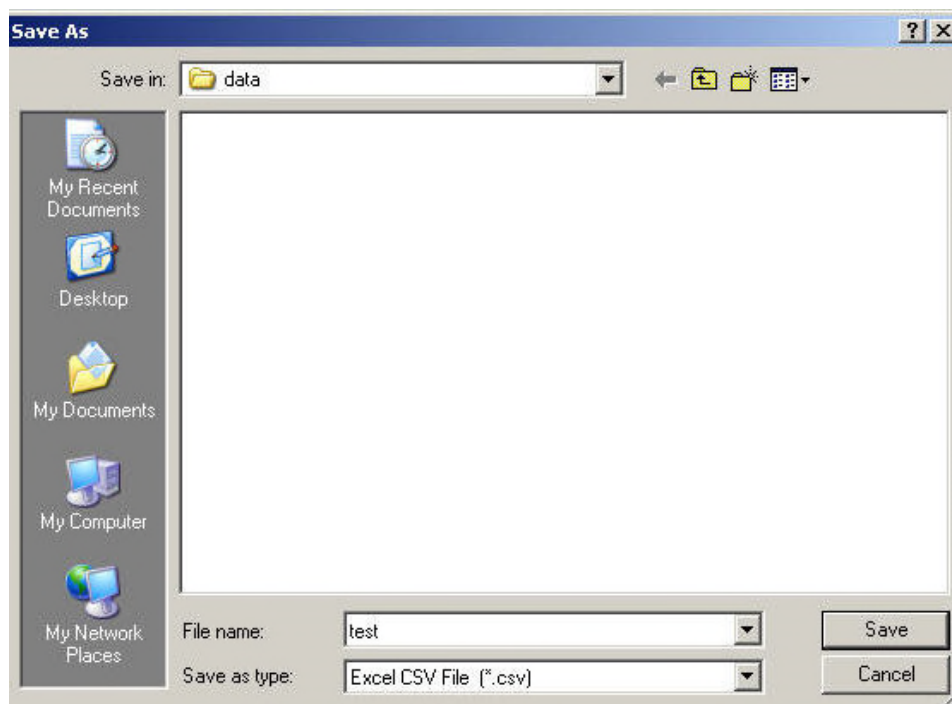 Save As
Save in: data
My Recent
Documents
Desktop
My Documents
My Computer
My Network
Places
File name: test
Save
Save as type: Excel CSV File (*.csv)
Cancel